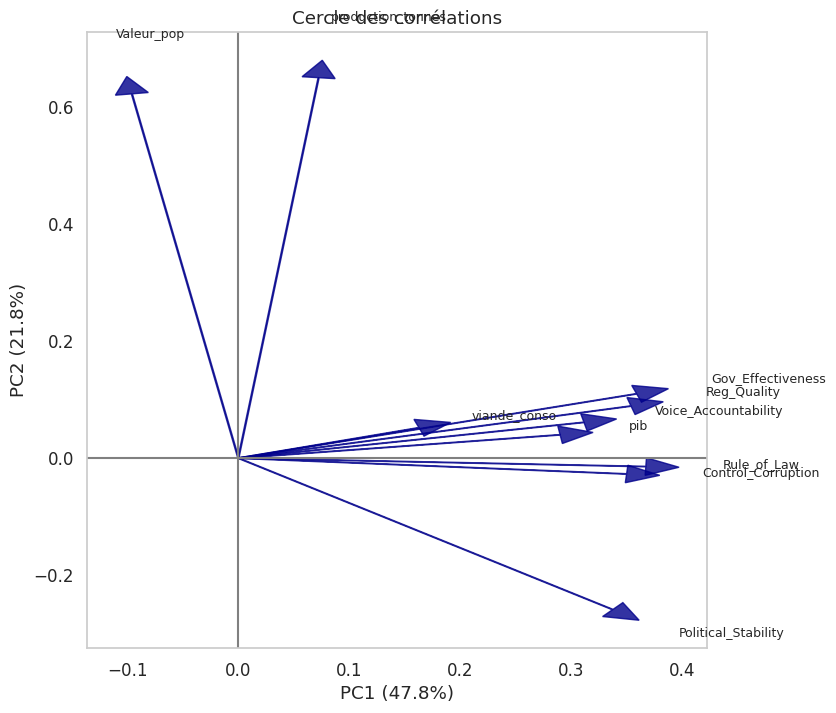 Cercle des corrélations
production_tonnes
Valeur_pop
0.6
0.4
0.2
0.0
−0.2
PC2 (21.8%)
Gov_Effectiveness
Reg_Quality
Voice_Accountability
viande_conso
pib
Rule_of_Law
Control_Corruption
Political_Stability
−0.1
0.0
0.1
0.2
0.3
0.4
PC1 (47.8%)